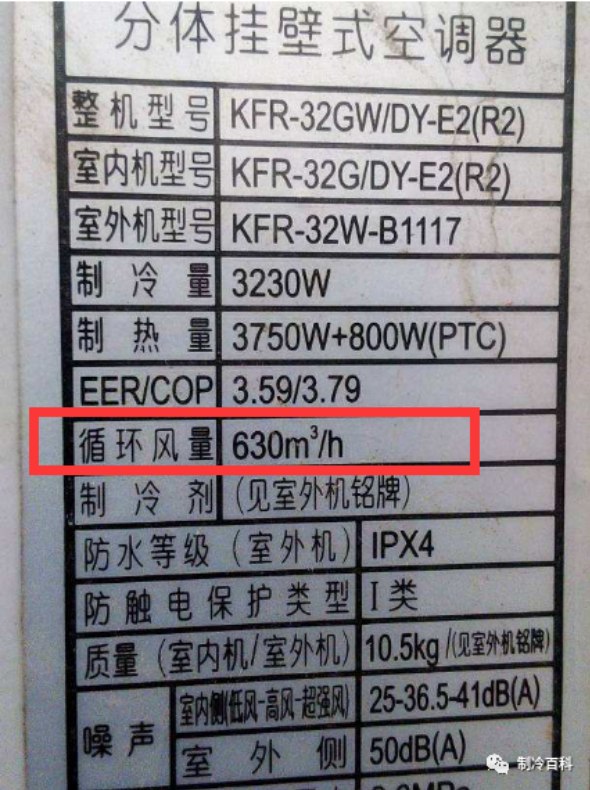 分体挂壁式空调器
整机型号 KFR-32GW/DY-E2(R2)
室内机型号 KFR-32G/DY-E2(R2)
室外机型号 KFR-32W-B1117
制冷量 3230W
制热量 3750W+800W(PTC)
EER/COP 3.59/3.79
循环风量 630m³/h
制冷剂 (见室外机铭牌)
防水等级(室外机) IPX4
防触电保护类型 I类
质量(室内机/室外机) 10.5kg/(见室外机铭牌)
噪声 室内侧(低风-高风-超强风) 25-36.5-41dB(A)
室外侧 50dB(A)
制冷百科